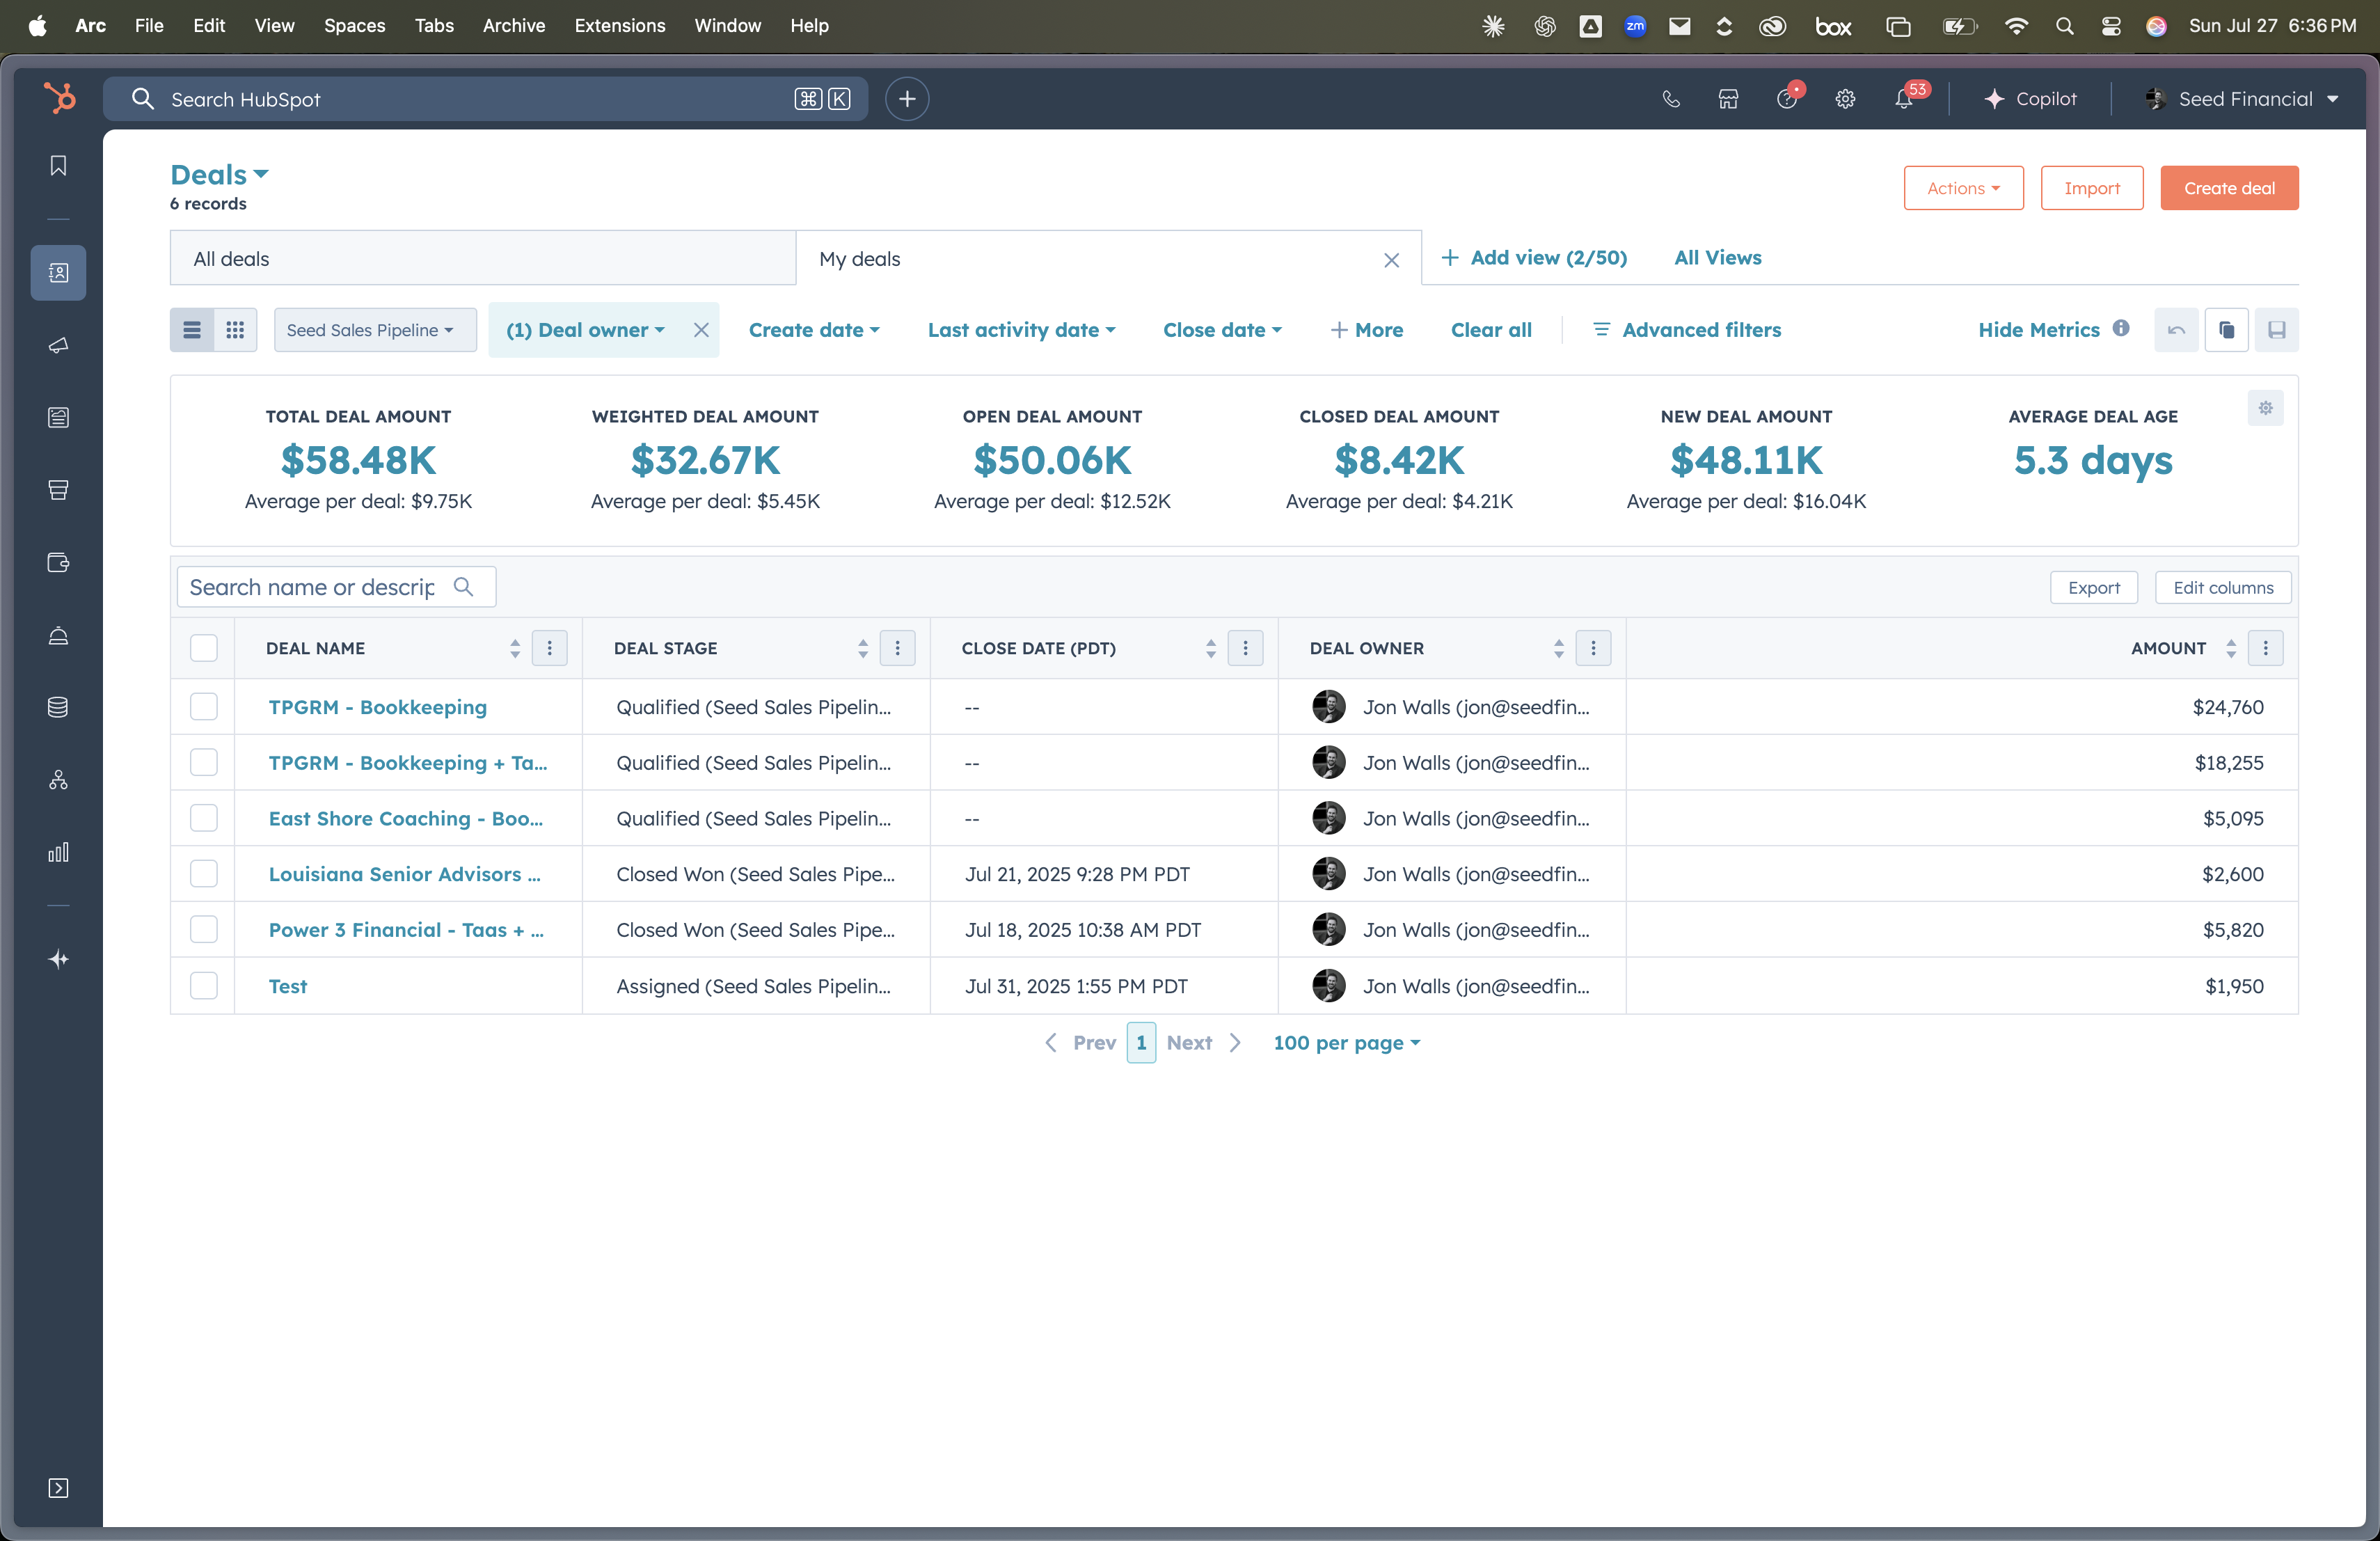 Arc File Edit View Spaces Tabs Archive Extensions Window Help zm box Sun Jul 27 6:36 PM
Search HubSpot ⌘ K 53 Copilot Seed Financial
Deals
6 records
Actions Import Create deal
All deals My deals + Add view (2/50) All Views
Seed Sales Pipeline (1) Deal owner Create date Last activity date Close date + More Clear all Advanced filters Hide Metrics
TOTAL DEAL AMOUNT WEIGHTED DEAL AMOUNT OPEN DEAL AMOUNT CLOSED DEAL AMOUNT NEW DEAL AMOUNT AVERAGE DEAL AGE
$58.48K $32.67K $50.06K $8.42K $48.11K 5.3 days
Average per deal: $9.75K Average per deal: $5.45K Average per deal: $12.52K Average per deal: $4.21K Average per deal: $16.04K
Search name or descrip Export Edit columns
DEAL NAME DEAL STAGE CLOSE DATE (PDT) DEAL OWNER AMOUNT
TPGRM - Bookkeeping Qualified (Seed Sales Pipelin... -- Jon Walls (jon@seedfin... $24,760
TPGRM - Bookkeeping + Ta... Qualified (Seed Sales Pipelin... -- Jon Walls (jon@seedfin... $18,255
East Shore Coaching - Boo... Qualified (Seed Sales Pipelin... -- Jon Walls (jon@seedfin... $5,095
Louisiana Senior Advisors ... Closed Won (Seed Sales Pipe... Jul 21, 2025 9:28 PM PDT Jon Walls (jon@seedfin... $2,600
Power 3 Financial - Taas + ... Closed Won (Seed Sales Pipe... Jul 18, 2025 10:38 AM PDT Jon Walls (jon@seedfin... $5,820
Test Assigned (Seed Sales Pipelin... Jul 31, 2025 1:55 PM PDT Jon Walls (jon@seedfin... $1,950
Prev 1 Next 100 per page